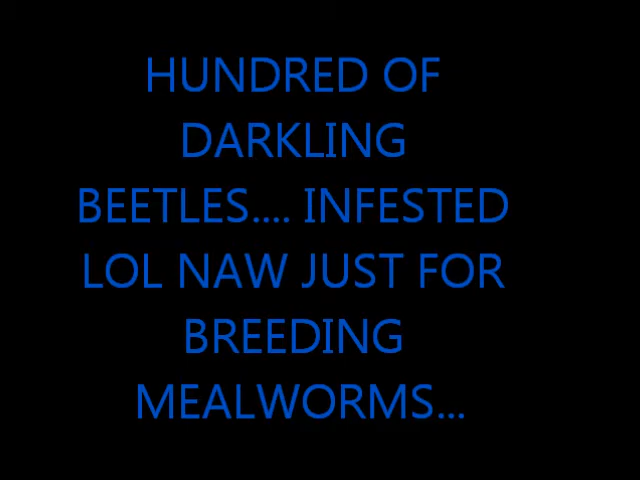 HUNDRED OF
DARKLING
BEETLES.... INFESTED
LOL NAW JUST FOR
BREEDING
MEALWORMS...